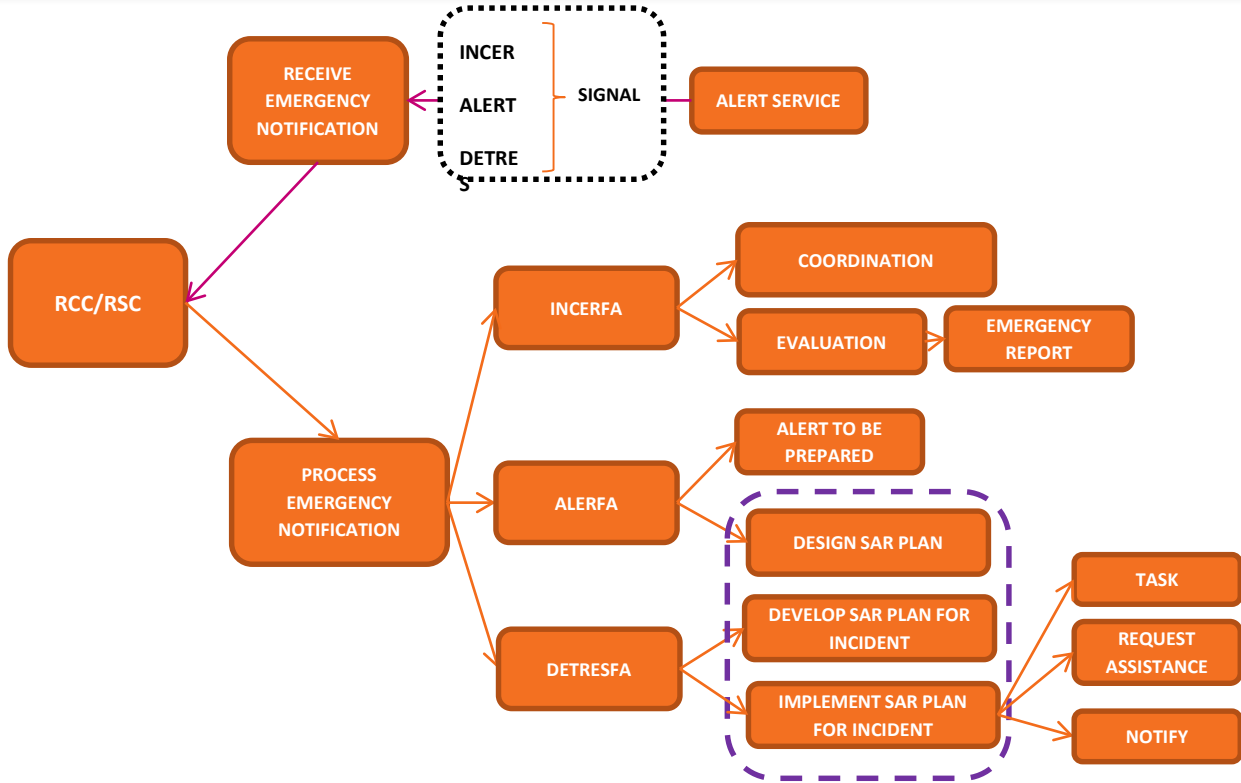 INCER
ALERT
DETRE
S
SIGNAL
ALERT SERVICE
RECEIVE
EMERGENCY
NOTIFICATION
RCC/RSC
PROCESS
EMERGENCY
NOTIFICATION
INCERFA
COORDINATION
EVALUATION
EMERGENCY
REPORT
ALERFA
ALERT TO BE
PREPARED
DESIGN SAR PLAN
DETRESFA
DEVELOP SAR PLAN FOR
INCIDENT
IMPLEMENT SAR PLAN
FOR INCIDENT
TASK
REQUEST
ASSISTANCE
NOTIFY